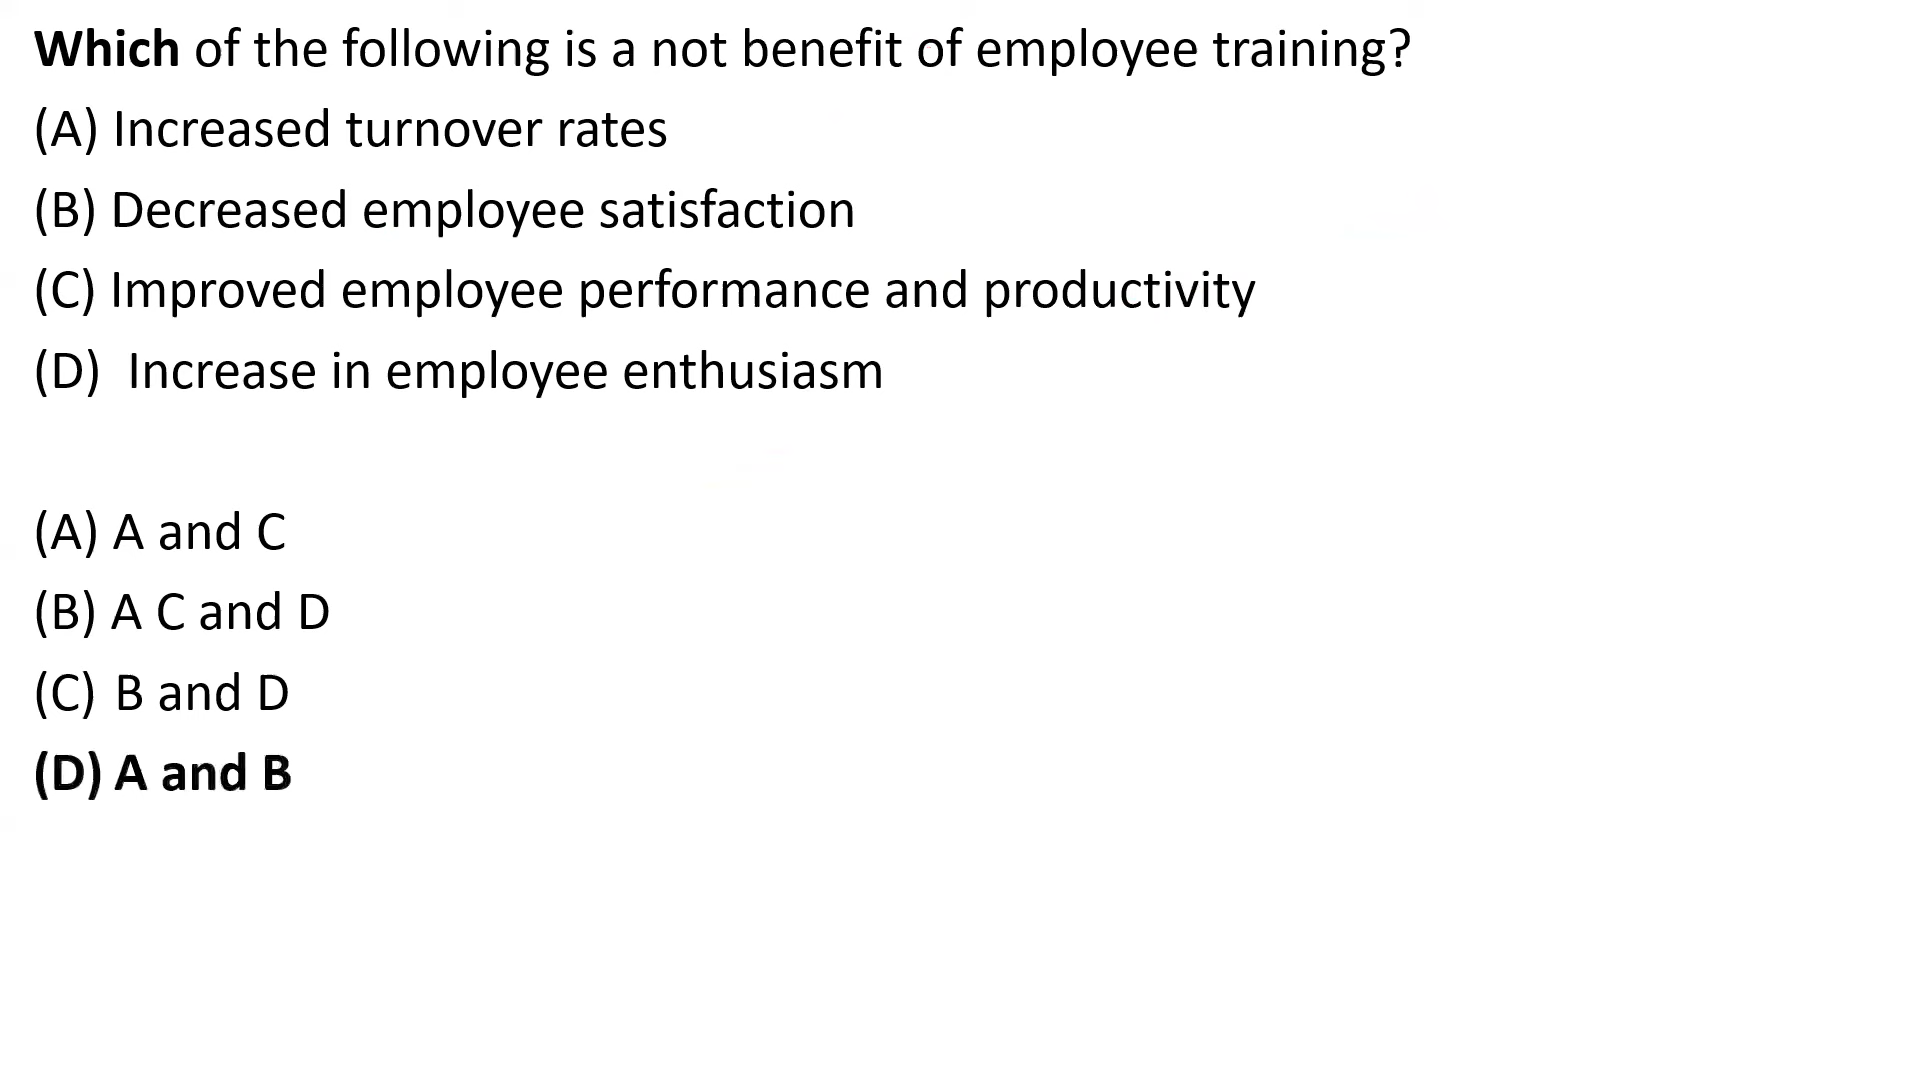 Which of the following is a not benefit of employee training?
(A) Increased turnover rates
(B) Decreased employee satisfaction
(C) Improved employee performance and productivity
(D) Increase in employee enthusiasm
(A) A and C
(B) A C and D
(C) B and D
(D) A and B